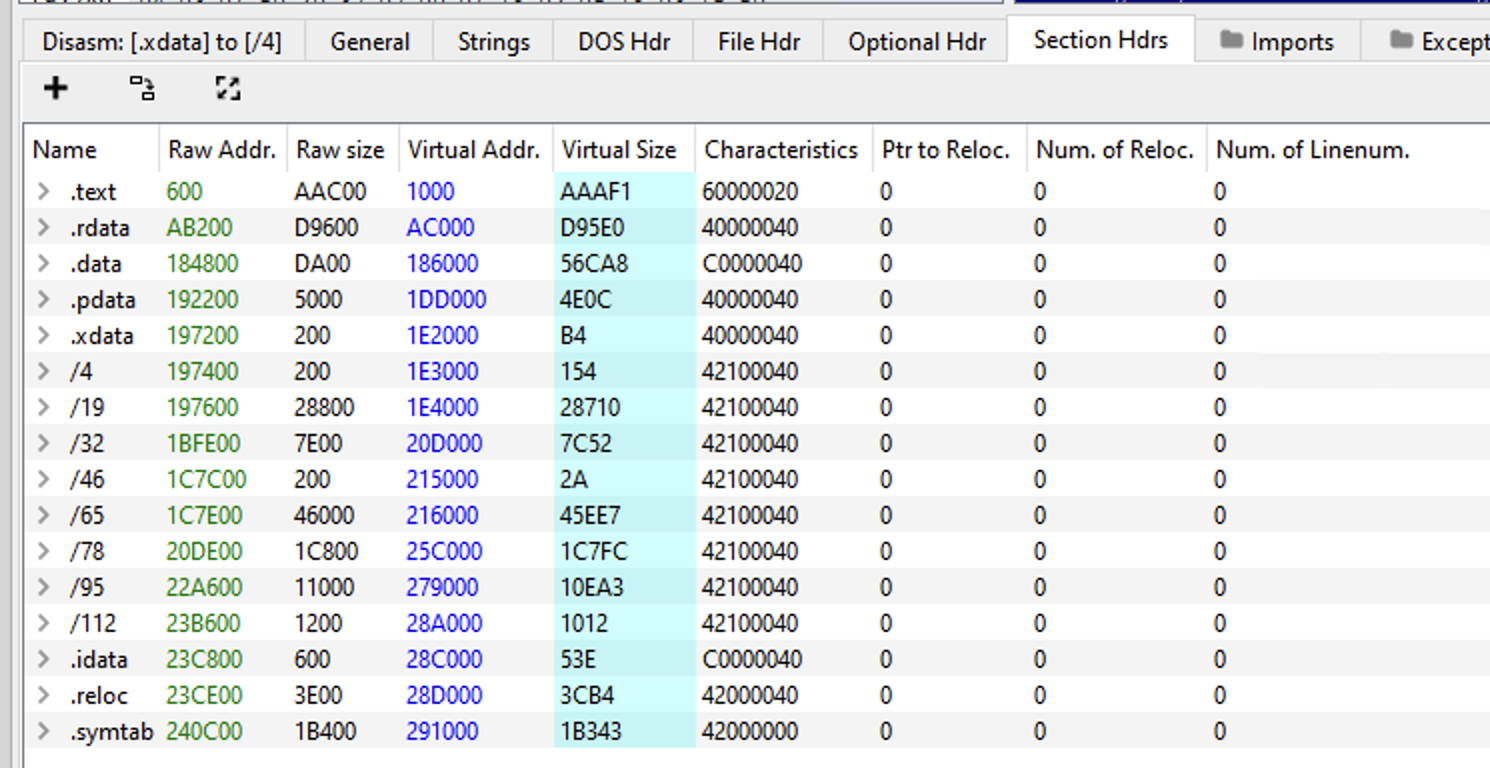 Disasm: [.xdata] to [/4] General Strings DOS Hdr File Hdr Optional Hdr Section Hdrs Imports Except
Name Raw Addr. Raw size Virtual Addr. Virtual Size Characteristics Ptr to Reloc. Num. of Reloc. Num. of Linenum.
.text 600 AAC00 1000 AAAF1 60000020 0 0 0
.rdata AB200 D9600 AC000 D95E0 40000040 0 0 0
.data 184800 DA00 186000 56CA8 C0000040 0 0 0
.pdata 192200 5000 1DD000 4E0C 40000040 0 0 0
.xdata 197200 200 1E2000 B4 40000040 0 0 0
/4 197400 200 1E3000 154 42100040 0 0 0
/19 197600 28800 1E4000 28710 42100040 0 0 0
/32 1BFE00 7E00 20D000 7C52 42100040 0 0 0
/46 1C7C00 200 215000 2A 42100040 0 0 0
/65 1C7E00 46000 216000 45EE7 42100040 0 0 0
/78 20DE00 1C800 25C000 1C7FC 42100040 0 0 0
/95 22A600 11000 279000 10EA3 42100040 0 0 0
/112 23B600 1200 28A000 1012 42100040 0 0 0
.idata 23C800 600 28C000 53E C0000040 0 0 0
.reloc 23CE00 3E00 28D000 3CB4 42000040 0 0 0
.symtab 240C00 1B400 291000 1B343 42000000 0 0 0